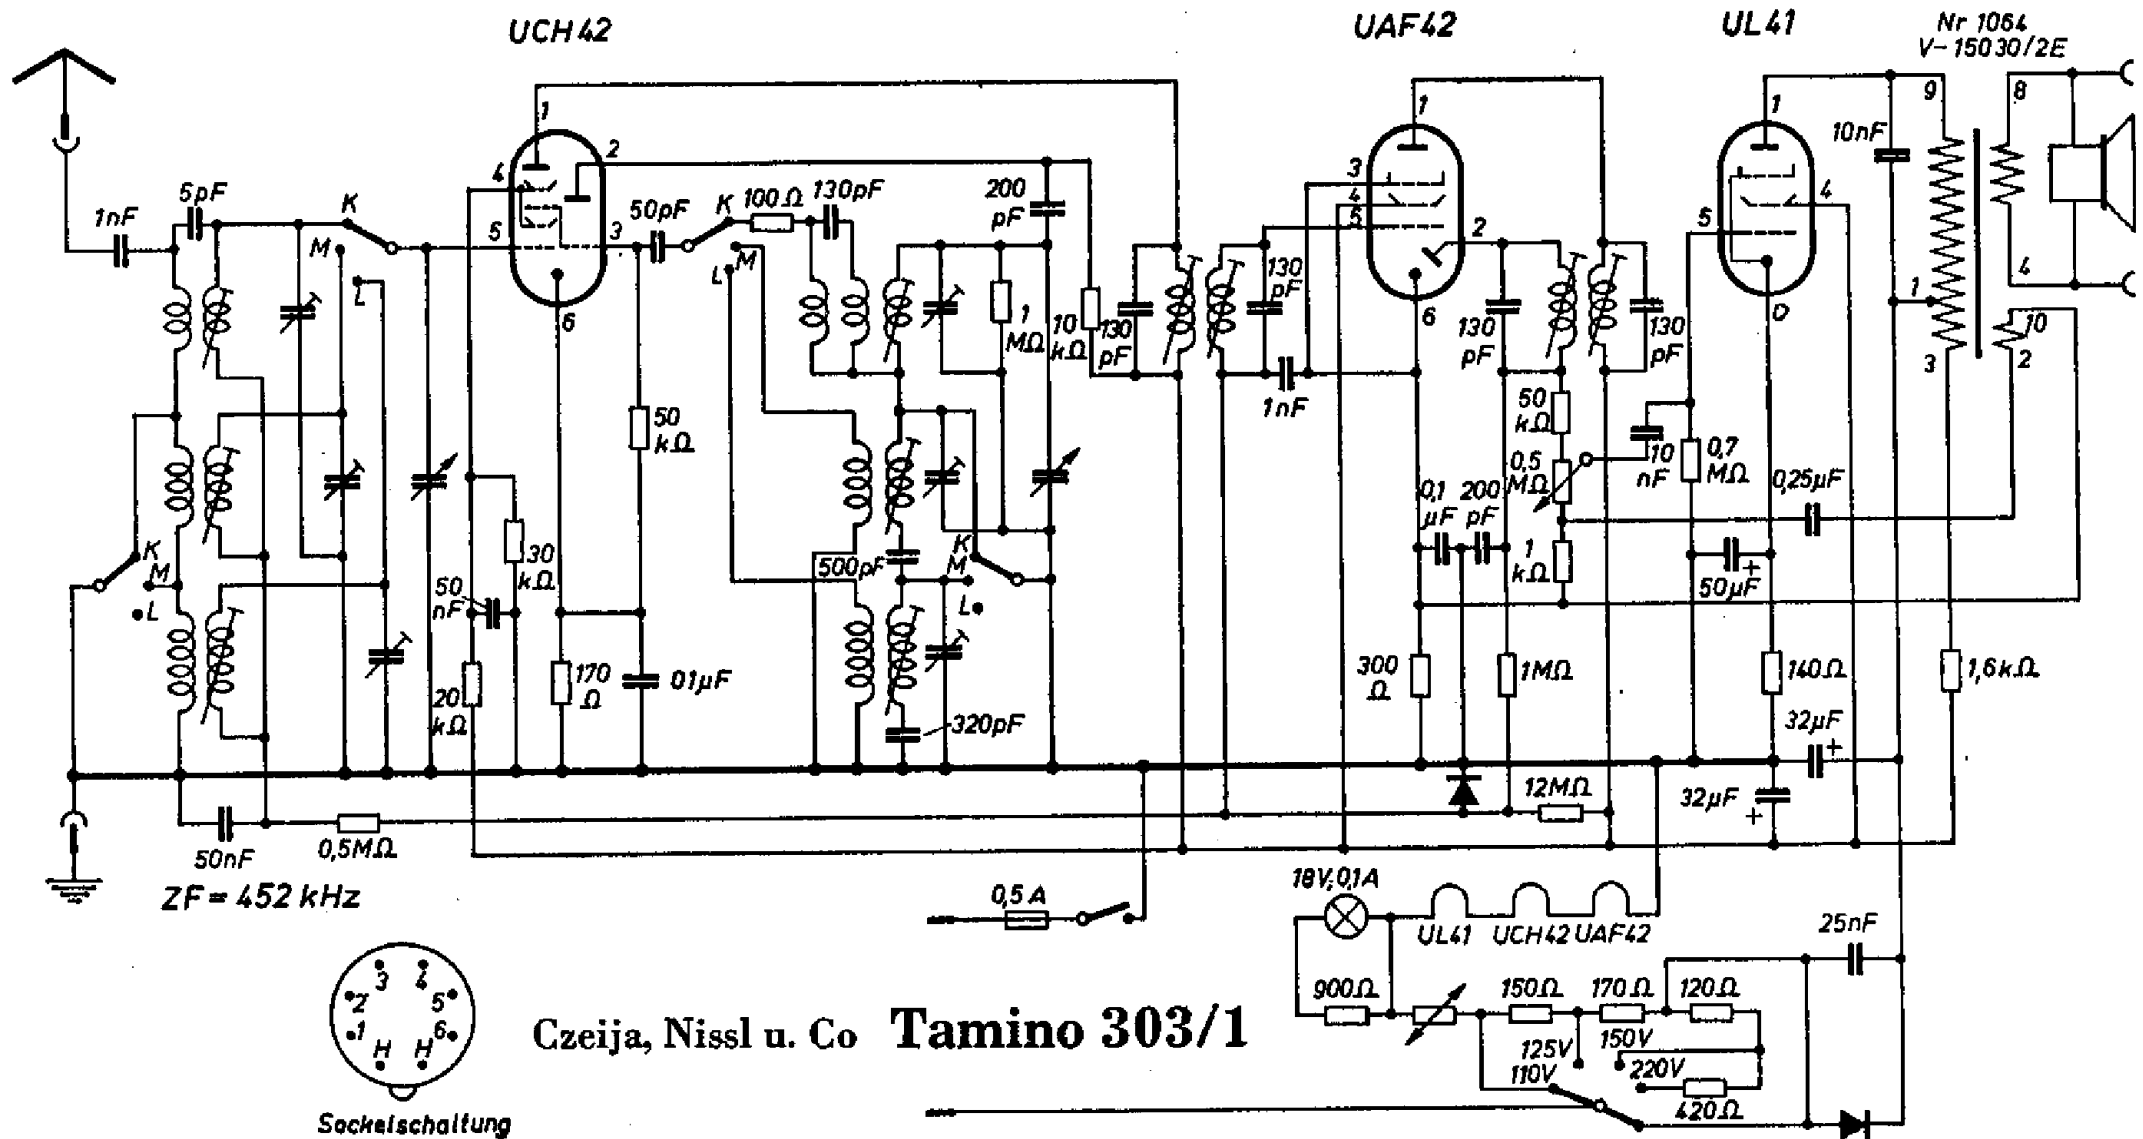 UCH42
UAF42
UL41
Nr 1064
V-15030/2E
1
2
3
4
5
6
1
2
3
4
5
6
1
4
5
9
8
4
1
10
3
2
10nF
5pF
1nF
K
M
L
50pF
K
M
L
100Ω
130pF
200
pF
1
MΩ
10
kΩ
130
pF
130
pF
1nF
130
pF
130
pF
50
kΩ
0,5
MΩ
10
nF
0,7
MΩ
0,25µF
0,1
µF
200
pF
1
kΩ
50µF
+
K
M
L
50
kΩ
30
kΩ
50
nF
20
kΩ
170
Ω
01µF
500pF
K
M
L
320pF
300
Ω
1MΩ
140Ω
1,6kΩ
32µF
+
32µF
+
12MΩ
50nF
0,5MΩ
ZF = 452 kHz
0,5 A
18V;0,1A
UL41
UCH42
UAF42
25nF
900Ω
150Ω
170Ω
120Ω
125V
150V
110V
220V
420Ω
3
4
2
5
1
6
H
H
Czeija, Nissl u. Co Tamino 303/1
Sockelschaltung